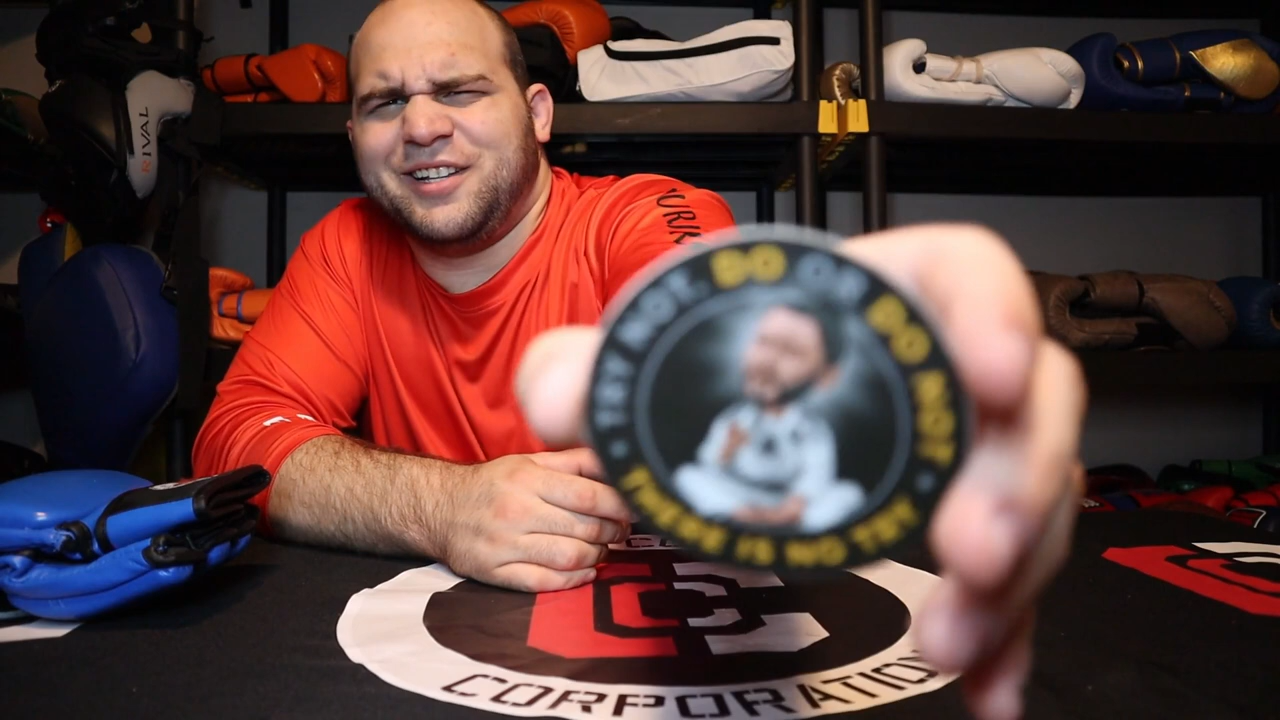 RIVAL
TRY NOT. DO OR DO NOT
THERE IS NO TRY
CORPORATION